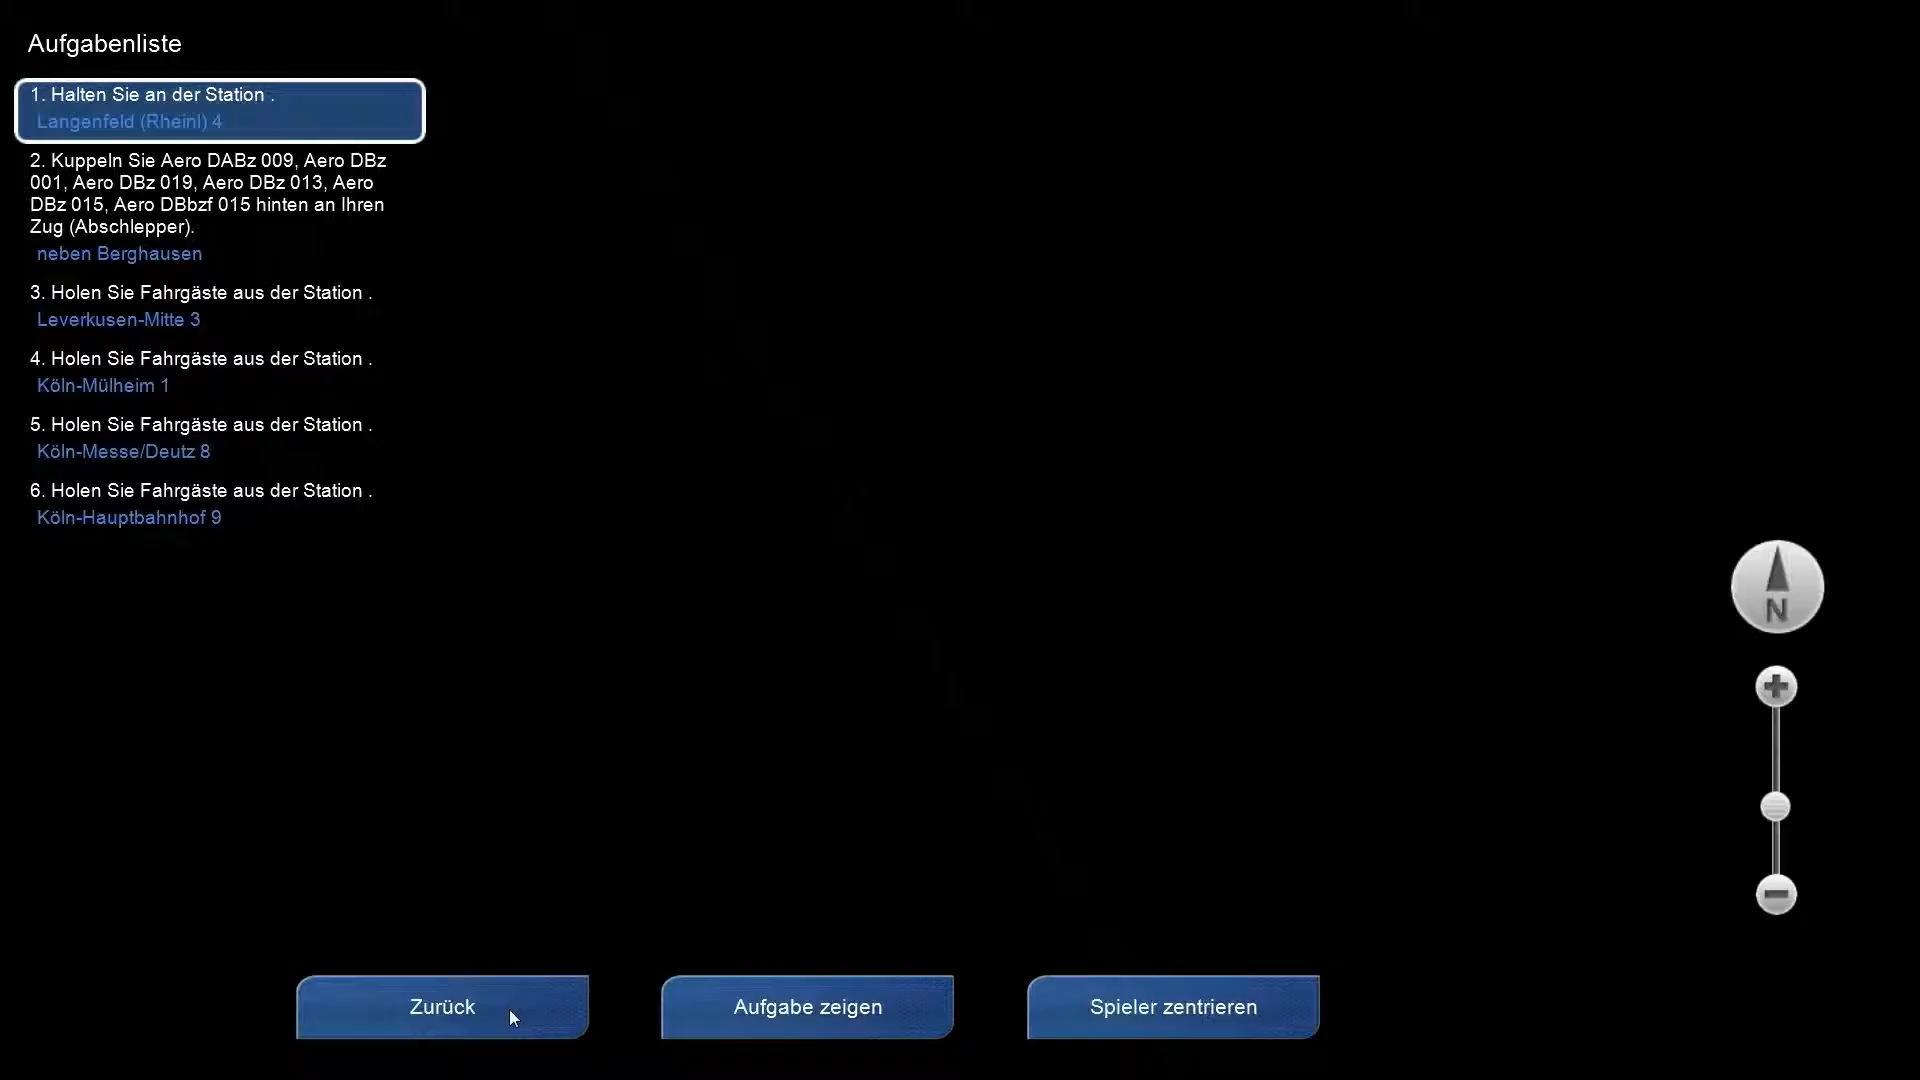 Aufgabenliste
1. Halten Sie an der Station .
Langenfeld (Rheinl) 4
2. Kuppeln Sie Aero DABz 009, Aero DBz
001, Aero DBz 019, Aero DBz 013, Aero
DBz 015, Aero DBbzf 015 hinten an Ihren
Zug (Abschlepper).
neben Berghausen
3. Holen Sie Fahrgäste aus der Station .
Leverkusen-Mitte 3
4. Holen Sie Fahrgäste aus der Station .
Köln-Mülheim 1
5. Holen Sie Fahrgäste aus der Station .
Köln-Messe/Deutz 8
6. Holen Sie Fahrgäste aus der Station .
Köln-Hauptbahnhof 9
N
Zurück
Aufgabe zeigen
Spieler zentrieren